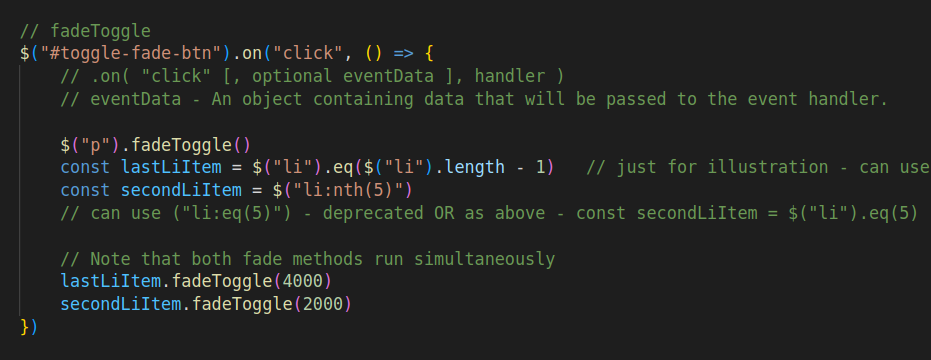 // fadeToggle
$("#toggle-fade-btn").on("click", () => {
    // .on( "click" [, optional eventData ], handler )
    // eventData - An object containing data that will be passed to the event handler.

    $("p").fadeToggle()
    const lastLiItem = $("li").eq($("li").length - 1)   // just for illustration - can use
    const secondLiItem = $("li:nth(5)")
    // can use ("li:eq(5)") - deprecated OR as above - const secondLiItem = $("li").eq(5)

    // Note that both fade methods run simultaneously
    lastLiItem.fadeToggle(4000)
    secondLiItem.fadeToggle(2000)
})